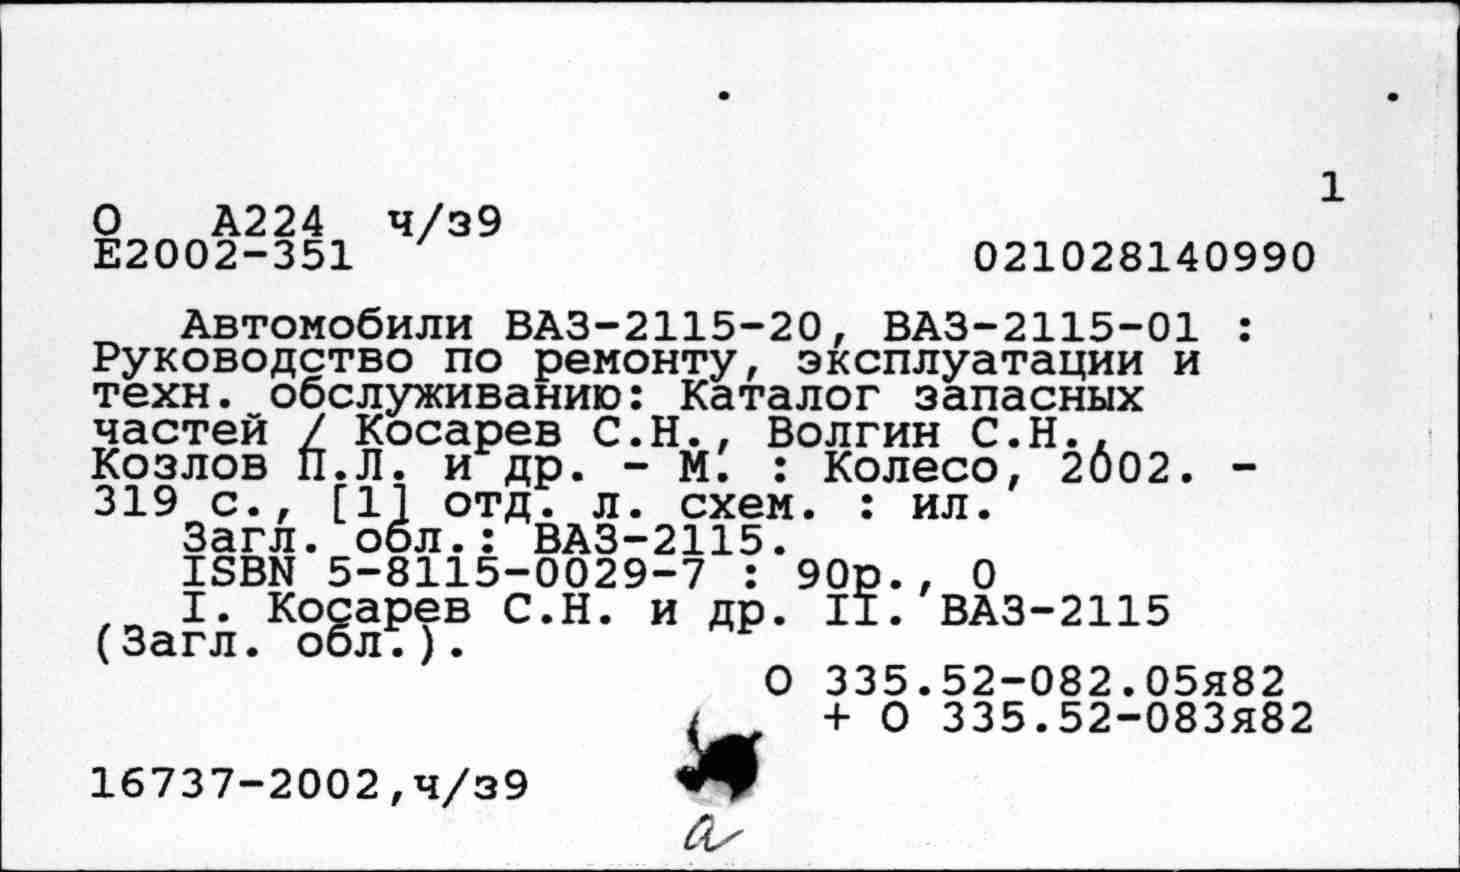 1
О А224 ч/з9
Е2002-351 021028140990
Автомобили ВАЗ-2115-20, ВАЗ-2115-01 :
Руководство по ремонту, эксплуатации и
техн. обслуживанию: Каталог запасных
частей / Косарев С.Н., Волгин С.Н.,
Козлов П.Л. и др. - М. : Колесо, 2002. -
319 с., [1] отд. л. схем. : ил.
Загл. обл.: ВАЗ-2115.
ISBN 5-8115-0029-7 : 90р., 0
I. Косарев С.Н. и др. II. ВАЗ-2115
(Загл. обл.).
О 335.52-082.05я82
+ О 335.52-083я82
16737-2002,ч/з9
а